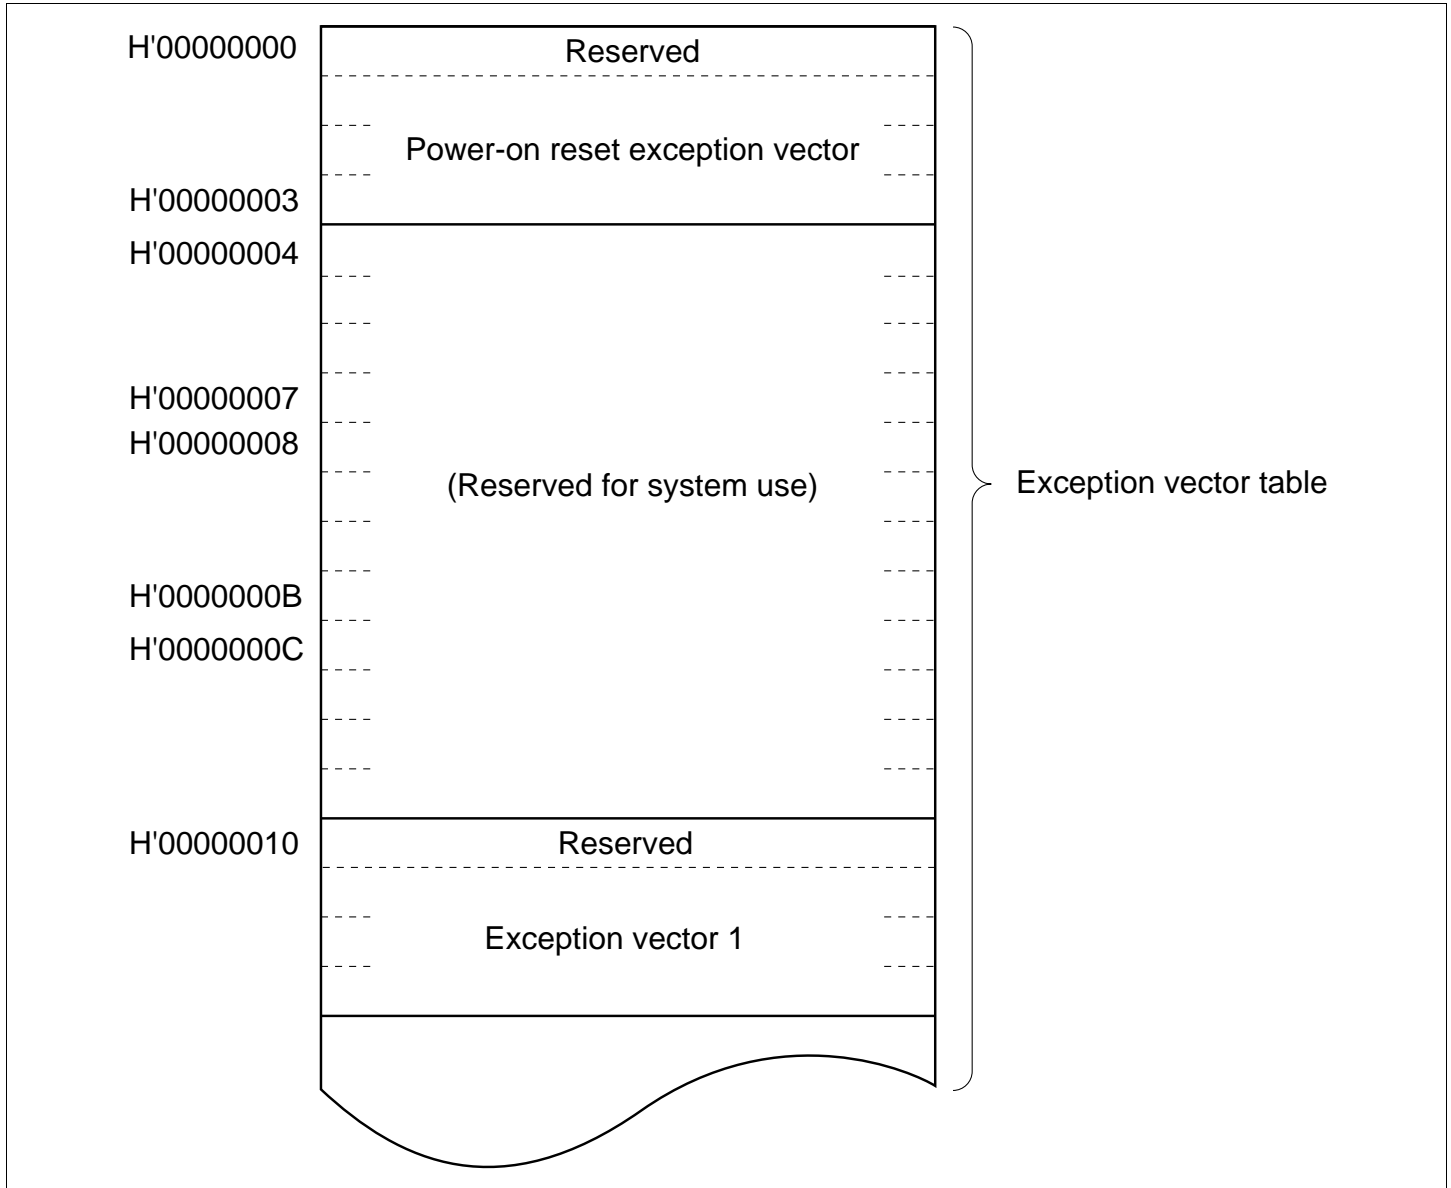 H'00000000
Reserved
Power-on reset exception vector
H'00000003
H'00000004
H'00000007
H'00000008
(Reserved for system use)
Exception vector table
H'0000000B
H'0000000C
H'00000010
Reserved
Exception vector 1